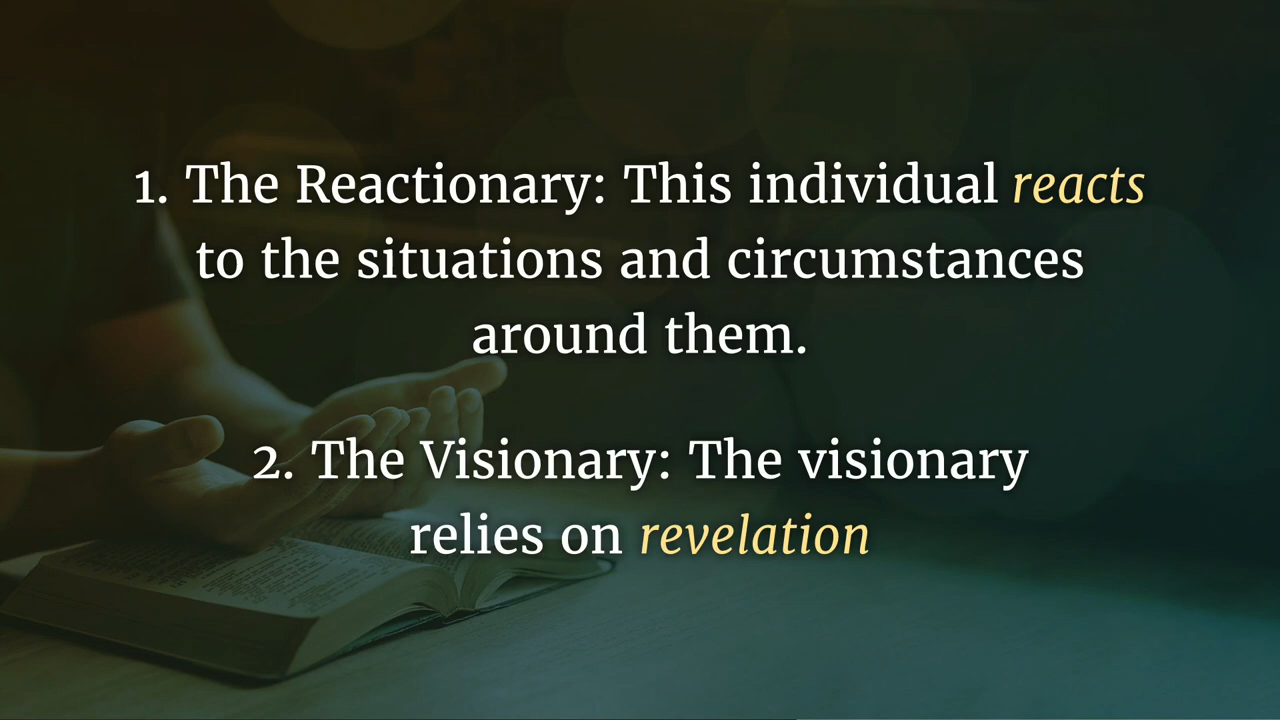 1. The Reactionary: This individual reacts
to the situations and circumstances
around them.
2. The Visionary: The visionary
relies on revelation